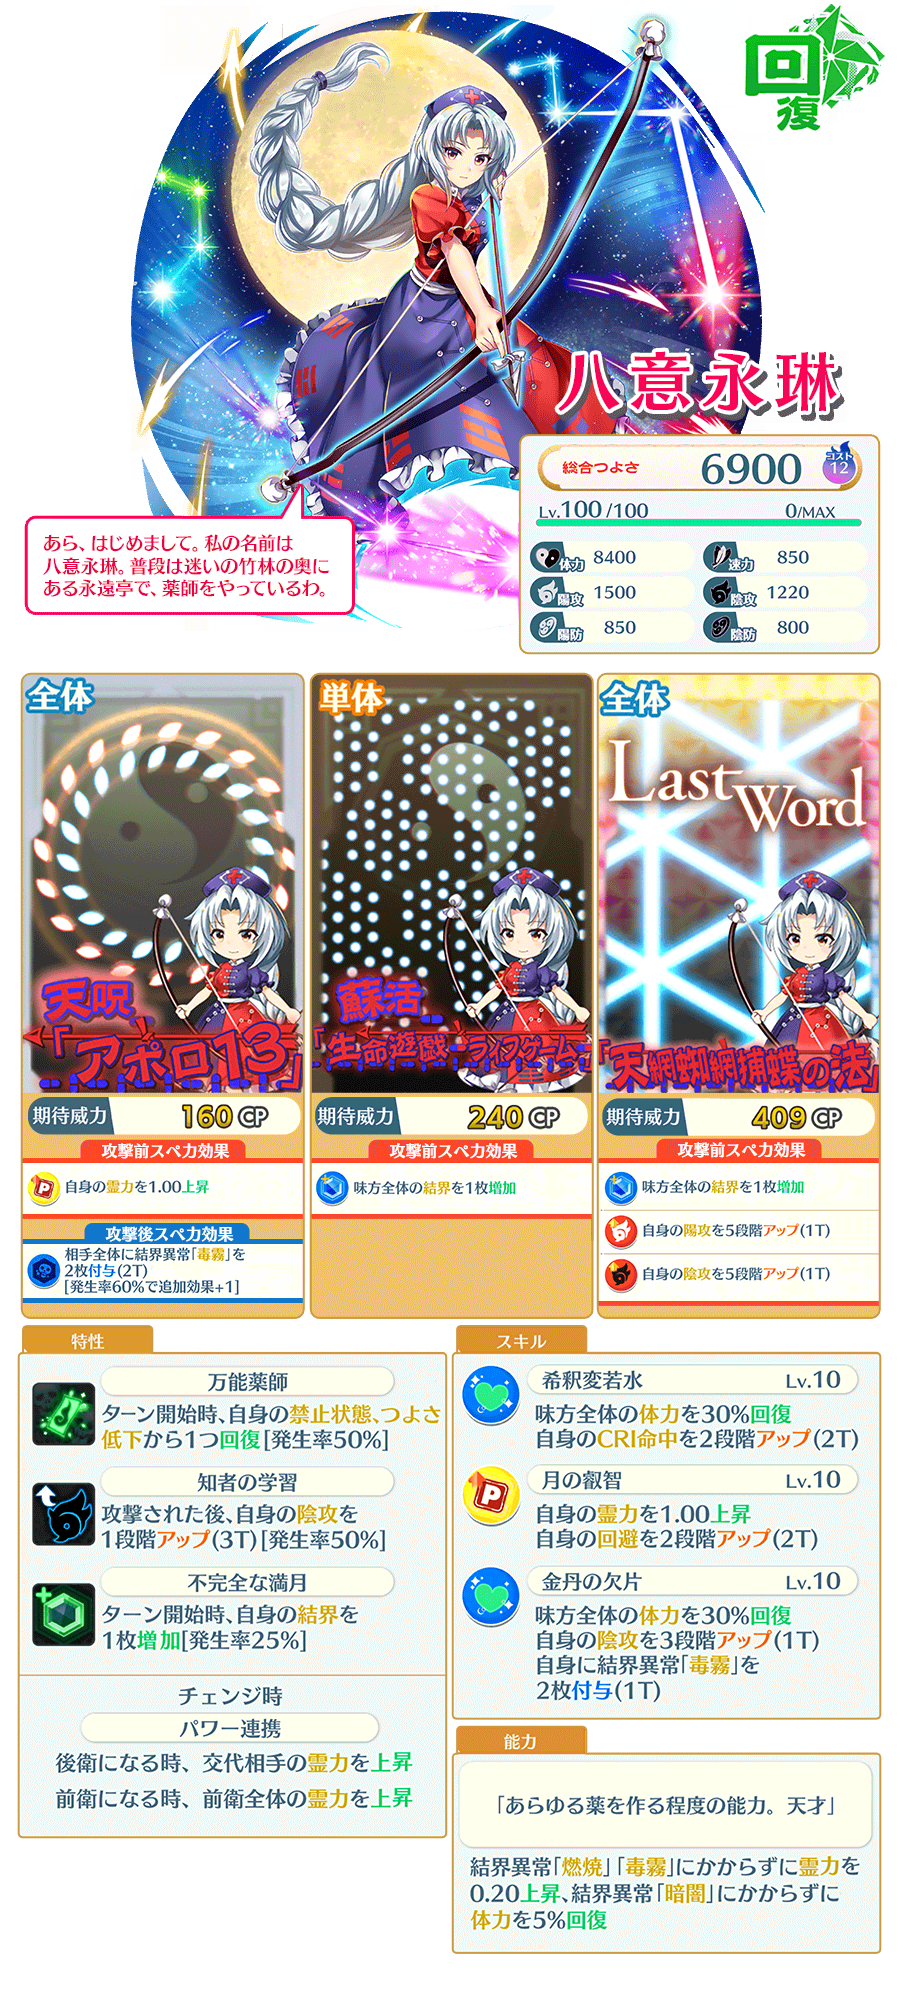 回復
八意永琳
総合つよさ 6900 コスト12
Lv.100/100 0/MAX
体力 8400 速力 850
陽攻 1500 陰攻 1220
陽防 850 陰防 800
あら、はじめまして。私の名前は
八意永琳。普段は迷いの竹林の奥に
ある永遠亭で、薬師をやっているわ。
全体
天呪
「アポロ13」
期待威力 160CP
攻撃前スペカ効果
自身の霊力を1.00上昇
攻撃後スペカ効果
相手全体に結界異常「毒霧」を
2枚付与(2T)
[発生率60%で追加効果+1]
単体
蘇活
「生命遊戯 -ライフゲーム-」
期待威力 240CP
攻撃前スペカ効果
味方全体の結界を1枚増加
全体
Last Word
「天網蜘網捕蝶の法」
期待威力 409CP
攻撃前スペカ効果
味方全体の結界を1枚増加
自身の陽攻を5段階アップ(1T)
自身の陰攻を5段階アップ(1T)
特性
万能薬師
ターン開始時、自身の禁止状態、つよさ
低下から1つ回復[発生率50%]
知者の学習
攻撃された後、自身の陰攻を
1段階アップ(3T)[発生率50%]
不完全な満月
ターン開始時、自身の結界を
1枚増加[発生率25%]
チェンジ時
パワー連携
後衛になる時、交代相手の霊力を上昇
前衛になる時、前衛全体の霊力を上昇
スキル
希釈変若水 Lv.10
味方全体の体力を30%回復
自身のCRI命中を2段階アップ(2T)
月の叡智 Lv.10
自身の霊力を1.00上昇
自身の回避を2段階アップ(2T)
金丹の欠片 Lv.10
味方全体の体力を30%回復
自身の陰攻を3段階アップ(1T)
自身に結界異常「毒霧」を
2枚付与(1T)
能力
「あらゆる薬を作る程度の能力。天才」
結界異常「燃焼」「毒霧」にかからずに霊力を
0.20上昇、結界異常「暗闇」にかからずに
体力を5%回復